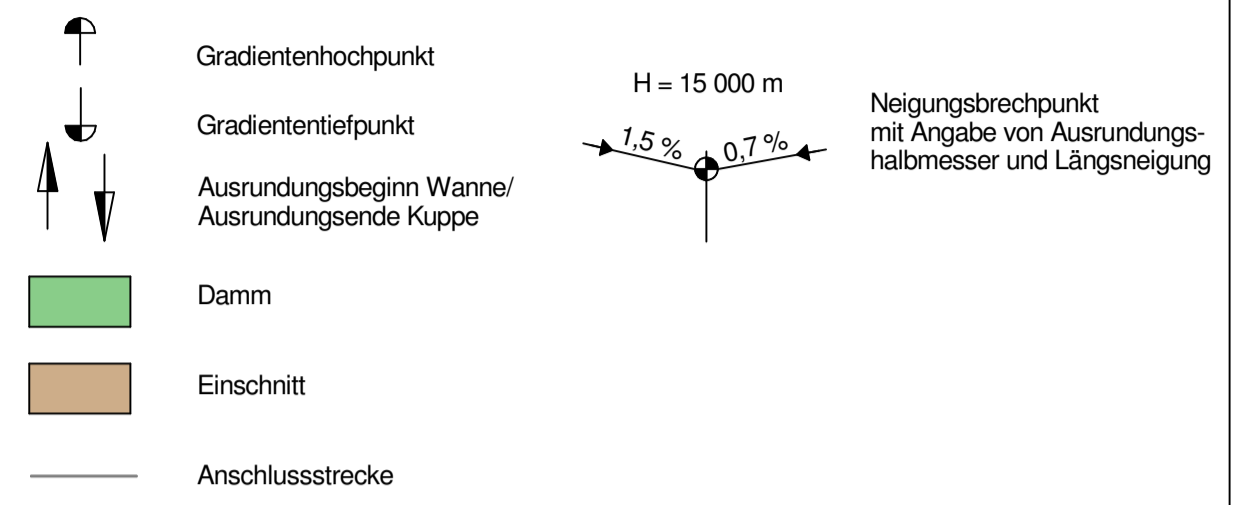 Gradientenhochpunkt
Gradiententiefpunkt
Ausrundungsbeginn Wanne/
Ausrundungsende Kuppe
Damm
Einschnitt
Anschlussstrecke
H = 15 000 m
1,5 %
0,7 %
Neigungsbrechpunkt
mit Angabe von Ausrundungs-
halbmesser und Längsneigung